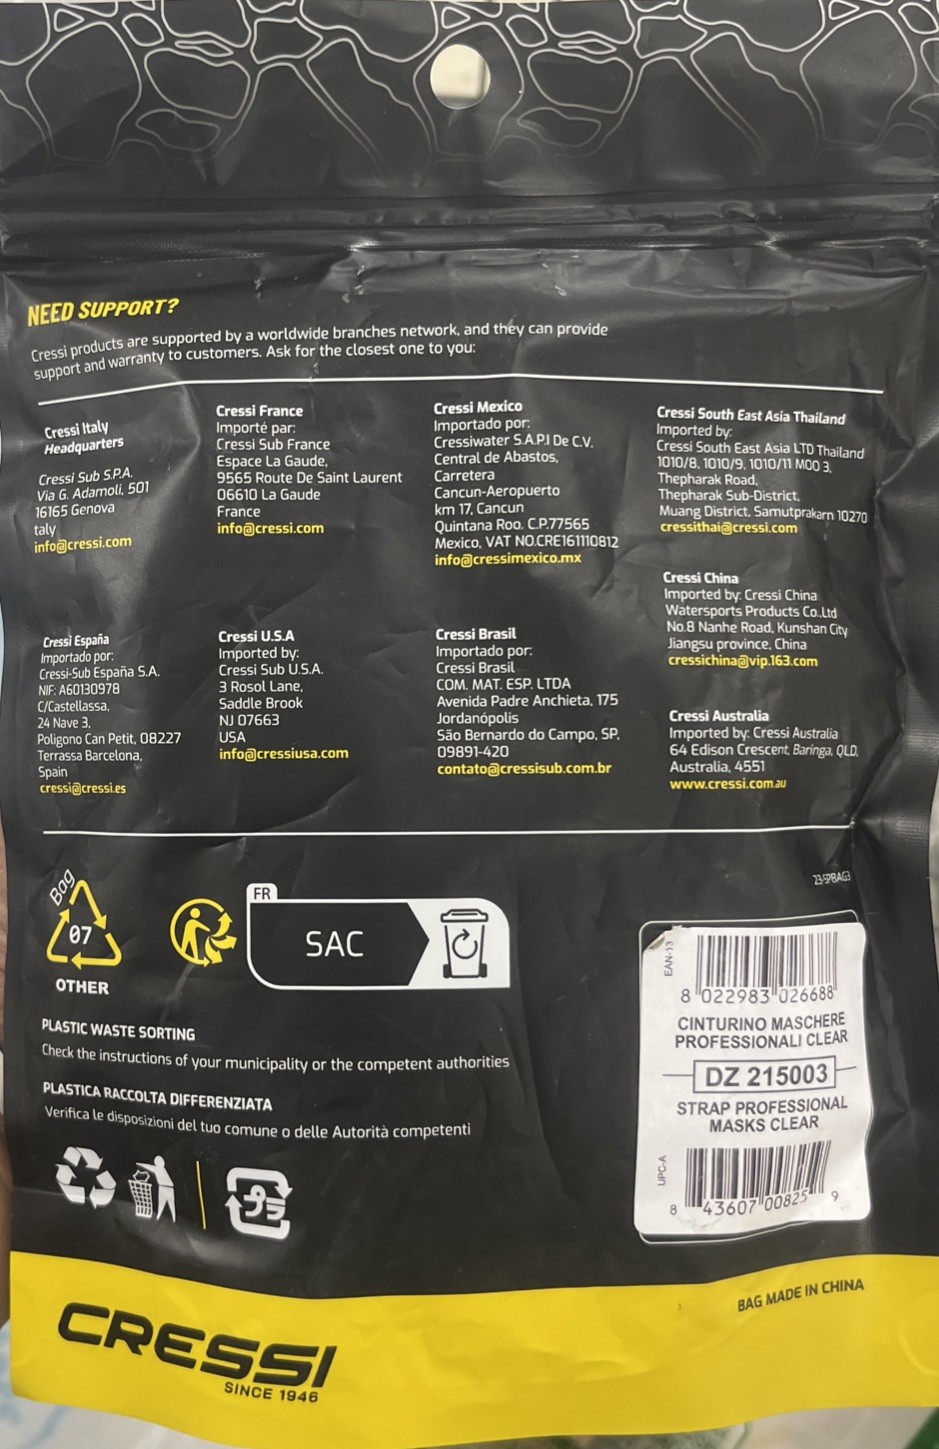 NEED SUPPORT?
Cressi products are supported by a worldwide branches network, and they can provide
support and warranty to customers. Ask for the closest one to you:
Cressi Italy
Headquarters
Cressi Sub S.P.A.
Via G. Adamoli, 501
16165 Genova
taly
info@cressi.com
Cressi France
Importé par:
Cressi Sub France
Espace La Gaude,
9565 Route De Saint Laurent
06610 La Gaude
France
info@cressi.com
Cressi Mexico
Importado por:
Cressiwater S.A.P.I De C.V.
Central de Abastos,
Carretera
Cancun-Aeropuerto
km 17, Cancun
Quintana Roo. C.P.77565
Mexico, VAT NO.CRE161110812
info@cressimexico.mx
Cressi South East Asia Thailand
Imported by:
Cressi South East Asia LTD Thailand
1010/8, 1010/9, 1010/11 MOO 3,
Thepharak Road,
Thepharak Sub-District,
Muang District, Samutprakarn 10270
cressithai@cressi.com
Cressi China
Imported by: Cressi China
Watersports Products Co.,Ltd
No.8 Nanhe Road, Kunshan City
Jiangsu province, China
cressichina@vip.163.com
Cressi España
Importado por:
Cressi-Sub España S.A.
NIF: A60130978
C/Castellassa,
24 Nave 3,
Poligono Can Petit, 08227
Terrassa Barcelona,
Spain
cressi@cressi.es
Cressi U.S.A
Imported by:
Cressi Sub U.S.A.
3 Rosol Lane,
Saddle Brook
NJ 07663
USA
info@cressiusa.com
Cressi Brasil
Importado por:
Cressi Brasil
COM. MAT. ESP. LTDA
Avenida Padre Anchieta, 175
Jordanópolis
São Bernardo do Campo, SP,
09891-420
contato@cressisub.com.br
Cressi Australia
Imported by: Cressi Australia
64 Edison Crescent, Baringa, QLD,
Australia, 4551
www.cressi.com.au
23-SPBAG3
Bag
07
OTHER
FR
SAC
PLASTIC WASTE SORTING
Check the instructions of your municipality or the competent authorities
PLASTICA RACCOLTA DIFFERENZIATA
Verifica le disposizioni del tuo comune o delle Autorità competenti
プラ
EAN-13
8 022983 026688
CINTURINO MASCHERE
PROFESSIONALI CLEAR
DZ 215003
STRAP PROFESSIONAL
MASKS CLEAR
UPC-A
8 43607 00825 9
BAG MADE IN CHINA
CRESSI
SINCE 1946